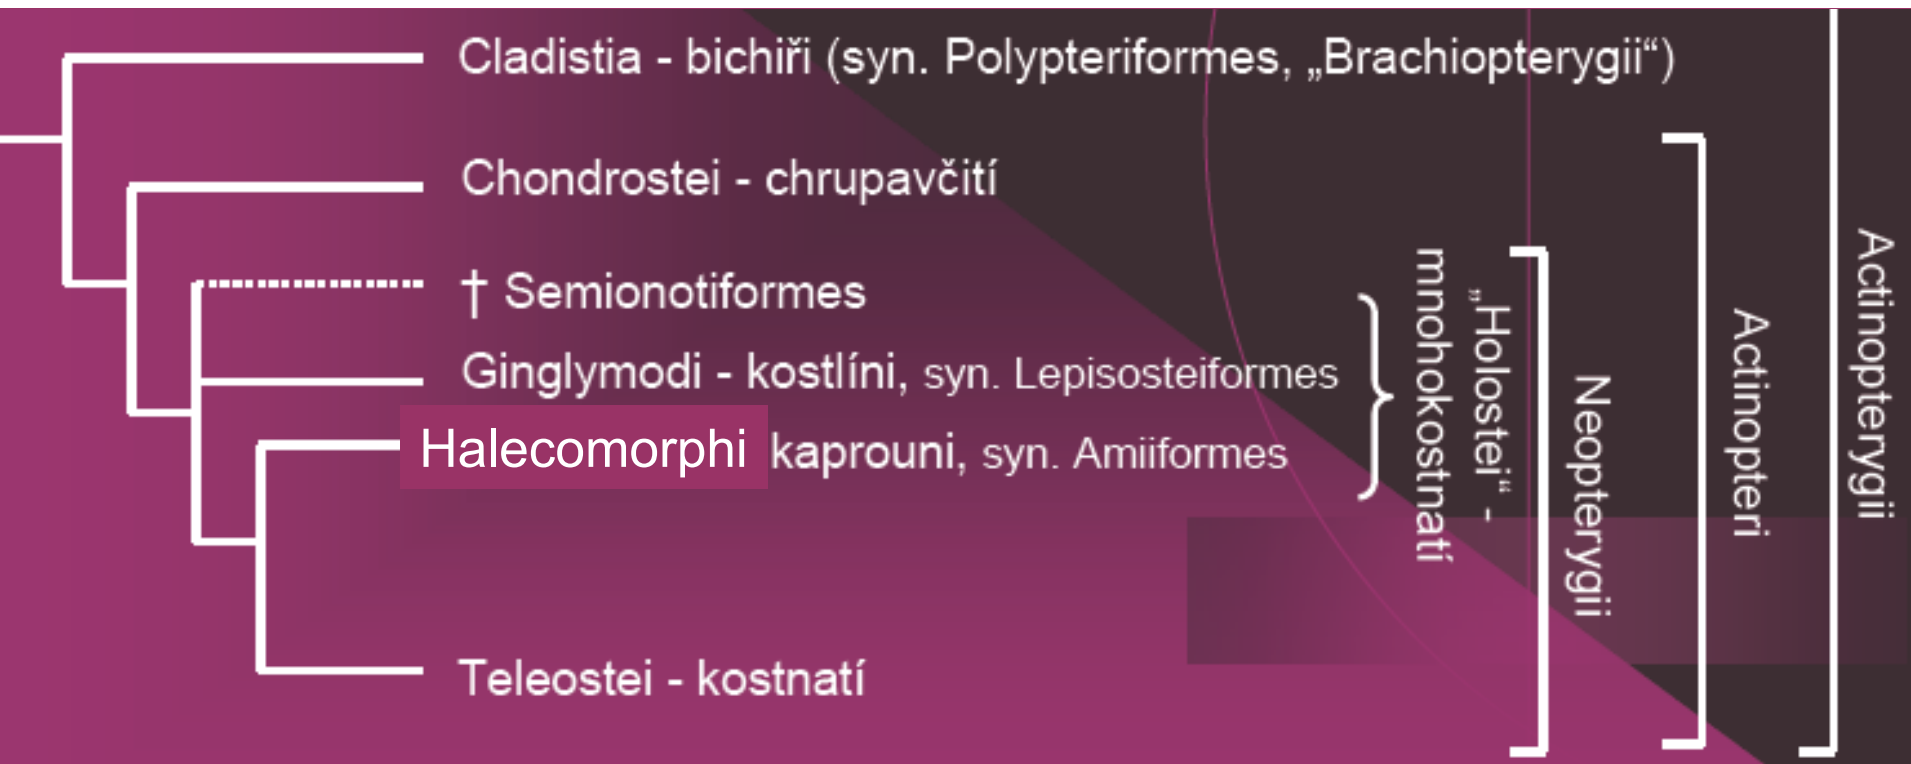 Cladistia - bichiři (syn. Polypteriformes, „Brachiopterygii“)
Chondrostei - chrupavčití
† Semionotiformes
Ginglymodi - kostlíni, syn. Lepisosteiformes
Halecomorphi kaprouni, syn. Amiiformes
Teleostei - kostnatí
„Holostei“ -
mnohokostnatí
Neopterygii
Actinopteri
Actinopterygii